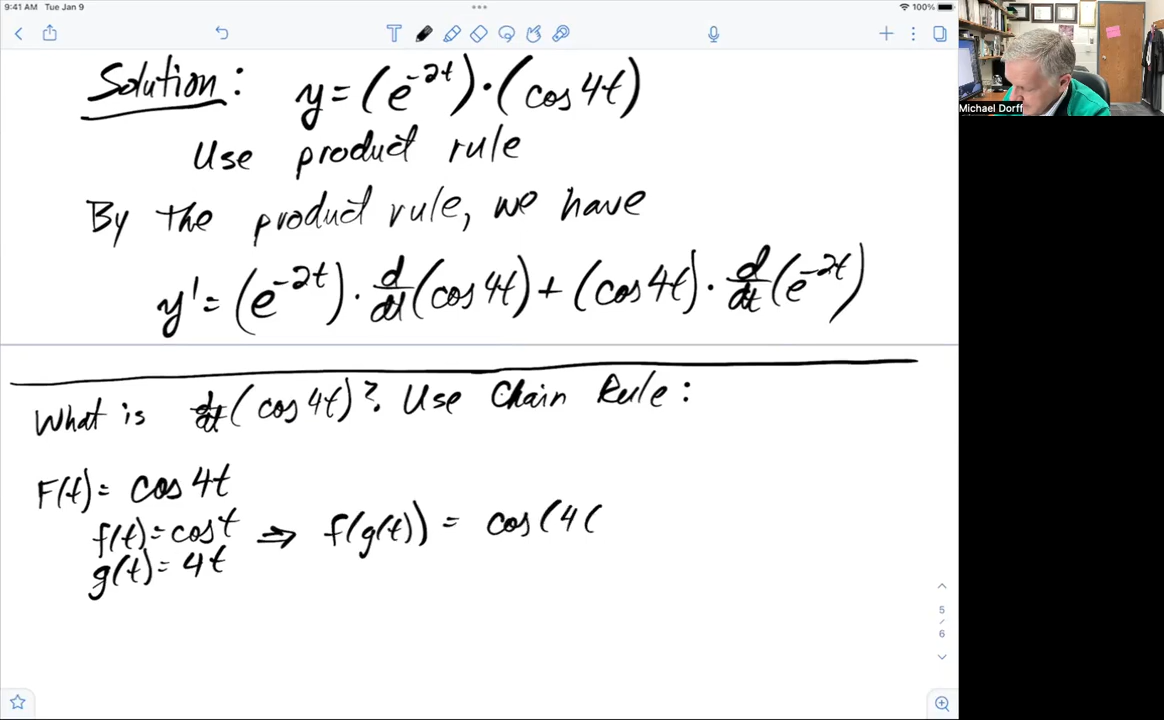 9:41 AM Tue Jan 9
100%
Solution: y = (e^-2t) · (cos 4t)
Use product rule
By the product rule, we have
y' = (e^-2t) · d/dt (cos 4t) + (cos 4t) · d/dt (e^-2t)
What is d/dt (cos 4t)? Use Chain Rule:
F(t) = cos 4t
f(t) = cos t ⇒ f(g(t)) = cos(4(
g(t) = 4t
5
/
6
Michael Dorff